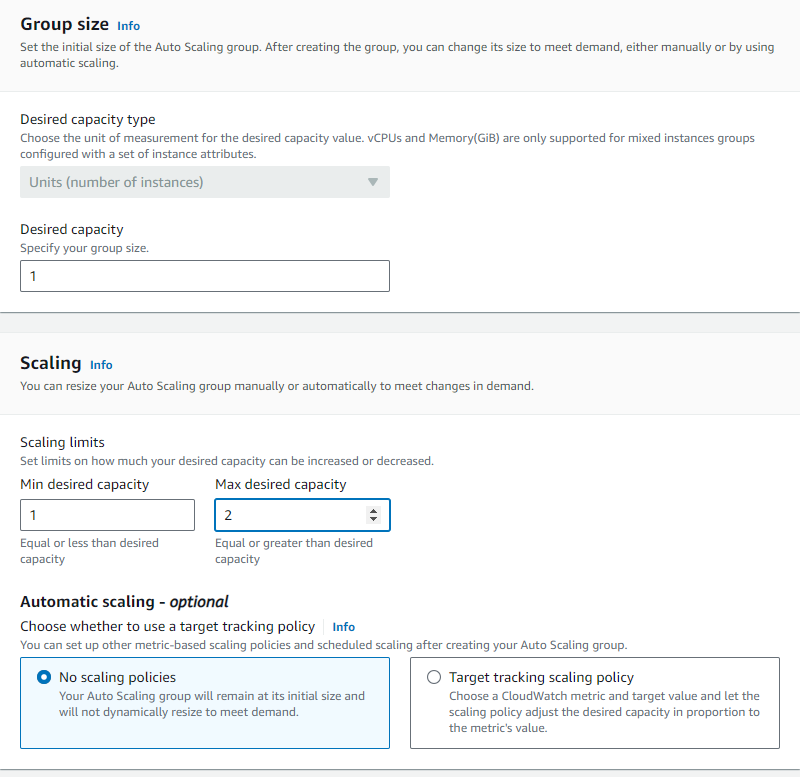 Group size Info
Set the initial size of the Auto Scaling group. After creating the group, you can change its size to meet demand, either manually or by using
automatic scaling.
Desired capacity type
Choose the unit of measurement for the desired capacity value. vCPUs and Memory(GiB) are only supported for mixed instances groups
configured with a set of instance attributes.
Units (number of instances)
Desired capacity
Specify your group size.
1
Scaling Info
You can resize your Auto Scaling group manually or automatically to meet changes in demand.
Scaling limits
Set limits on how much your desired capacity can be increased or decreased.
Min desired capacity
1
Equal or less than desired
capacity
Max desired capacity
2
Equal or greater than desired
capacity
Automatic scaling - optional
Choose whether to use a target tracking policy Info
You can set up other metric-based scaling policies and scheduled scaling after creating your Auto Scaling group.
No scaling policies
Your Auto Scaling group will remain at its initial size and
will not dynamically resize to meet demand.
Target tracking scaling policy
Choose a CloudWatch metric and target value and let the
scaling policy adjust the desired capacity in proportion to
the metric's value.